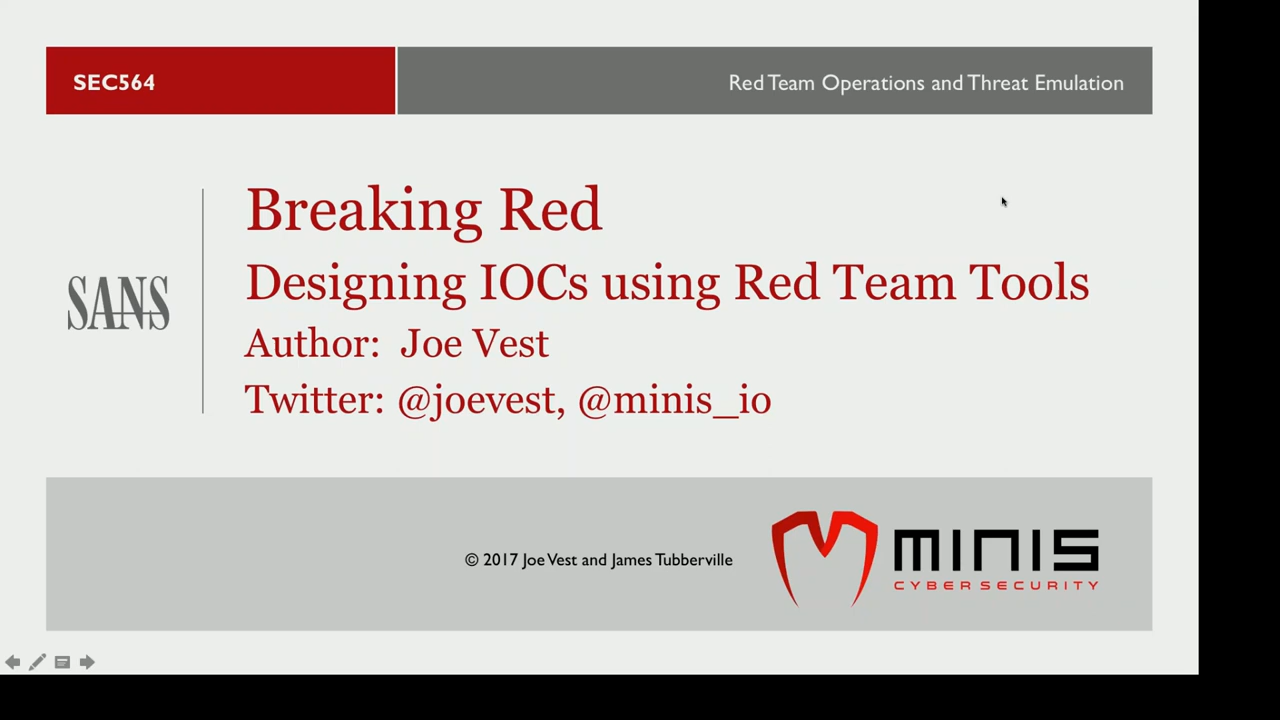 SEC564
Red Team Operations and Threat Emulation
Breaking Red
Designing IOCs using Red Team Tools
SANS
Author: Joe Vest
Twitter: @joevest, @minis_io
© 2017 Joe Vest and James Tubberville
MINIS
CYBER SECURITY